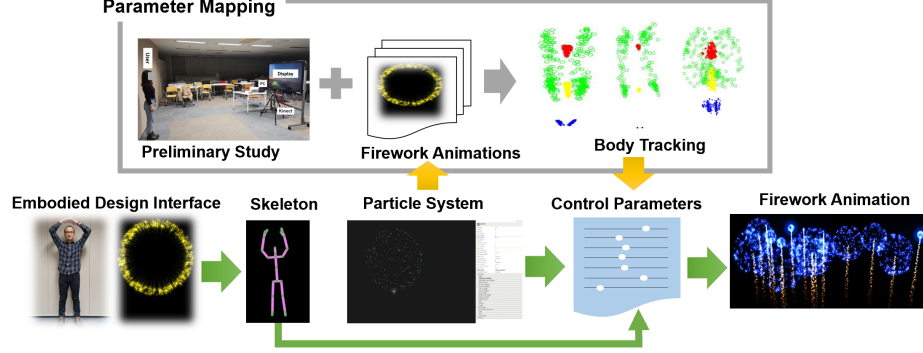 Parameter Mapping
User
Display
PC
Kinect
Preliminary Study
Firework Animations
Body Tracking
Embodied Design Interface
Skeleton
Particle System
Control Parameters
Firework Animation